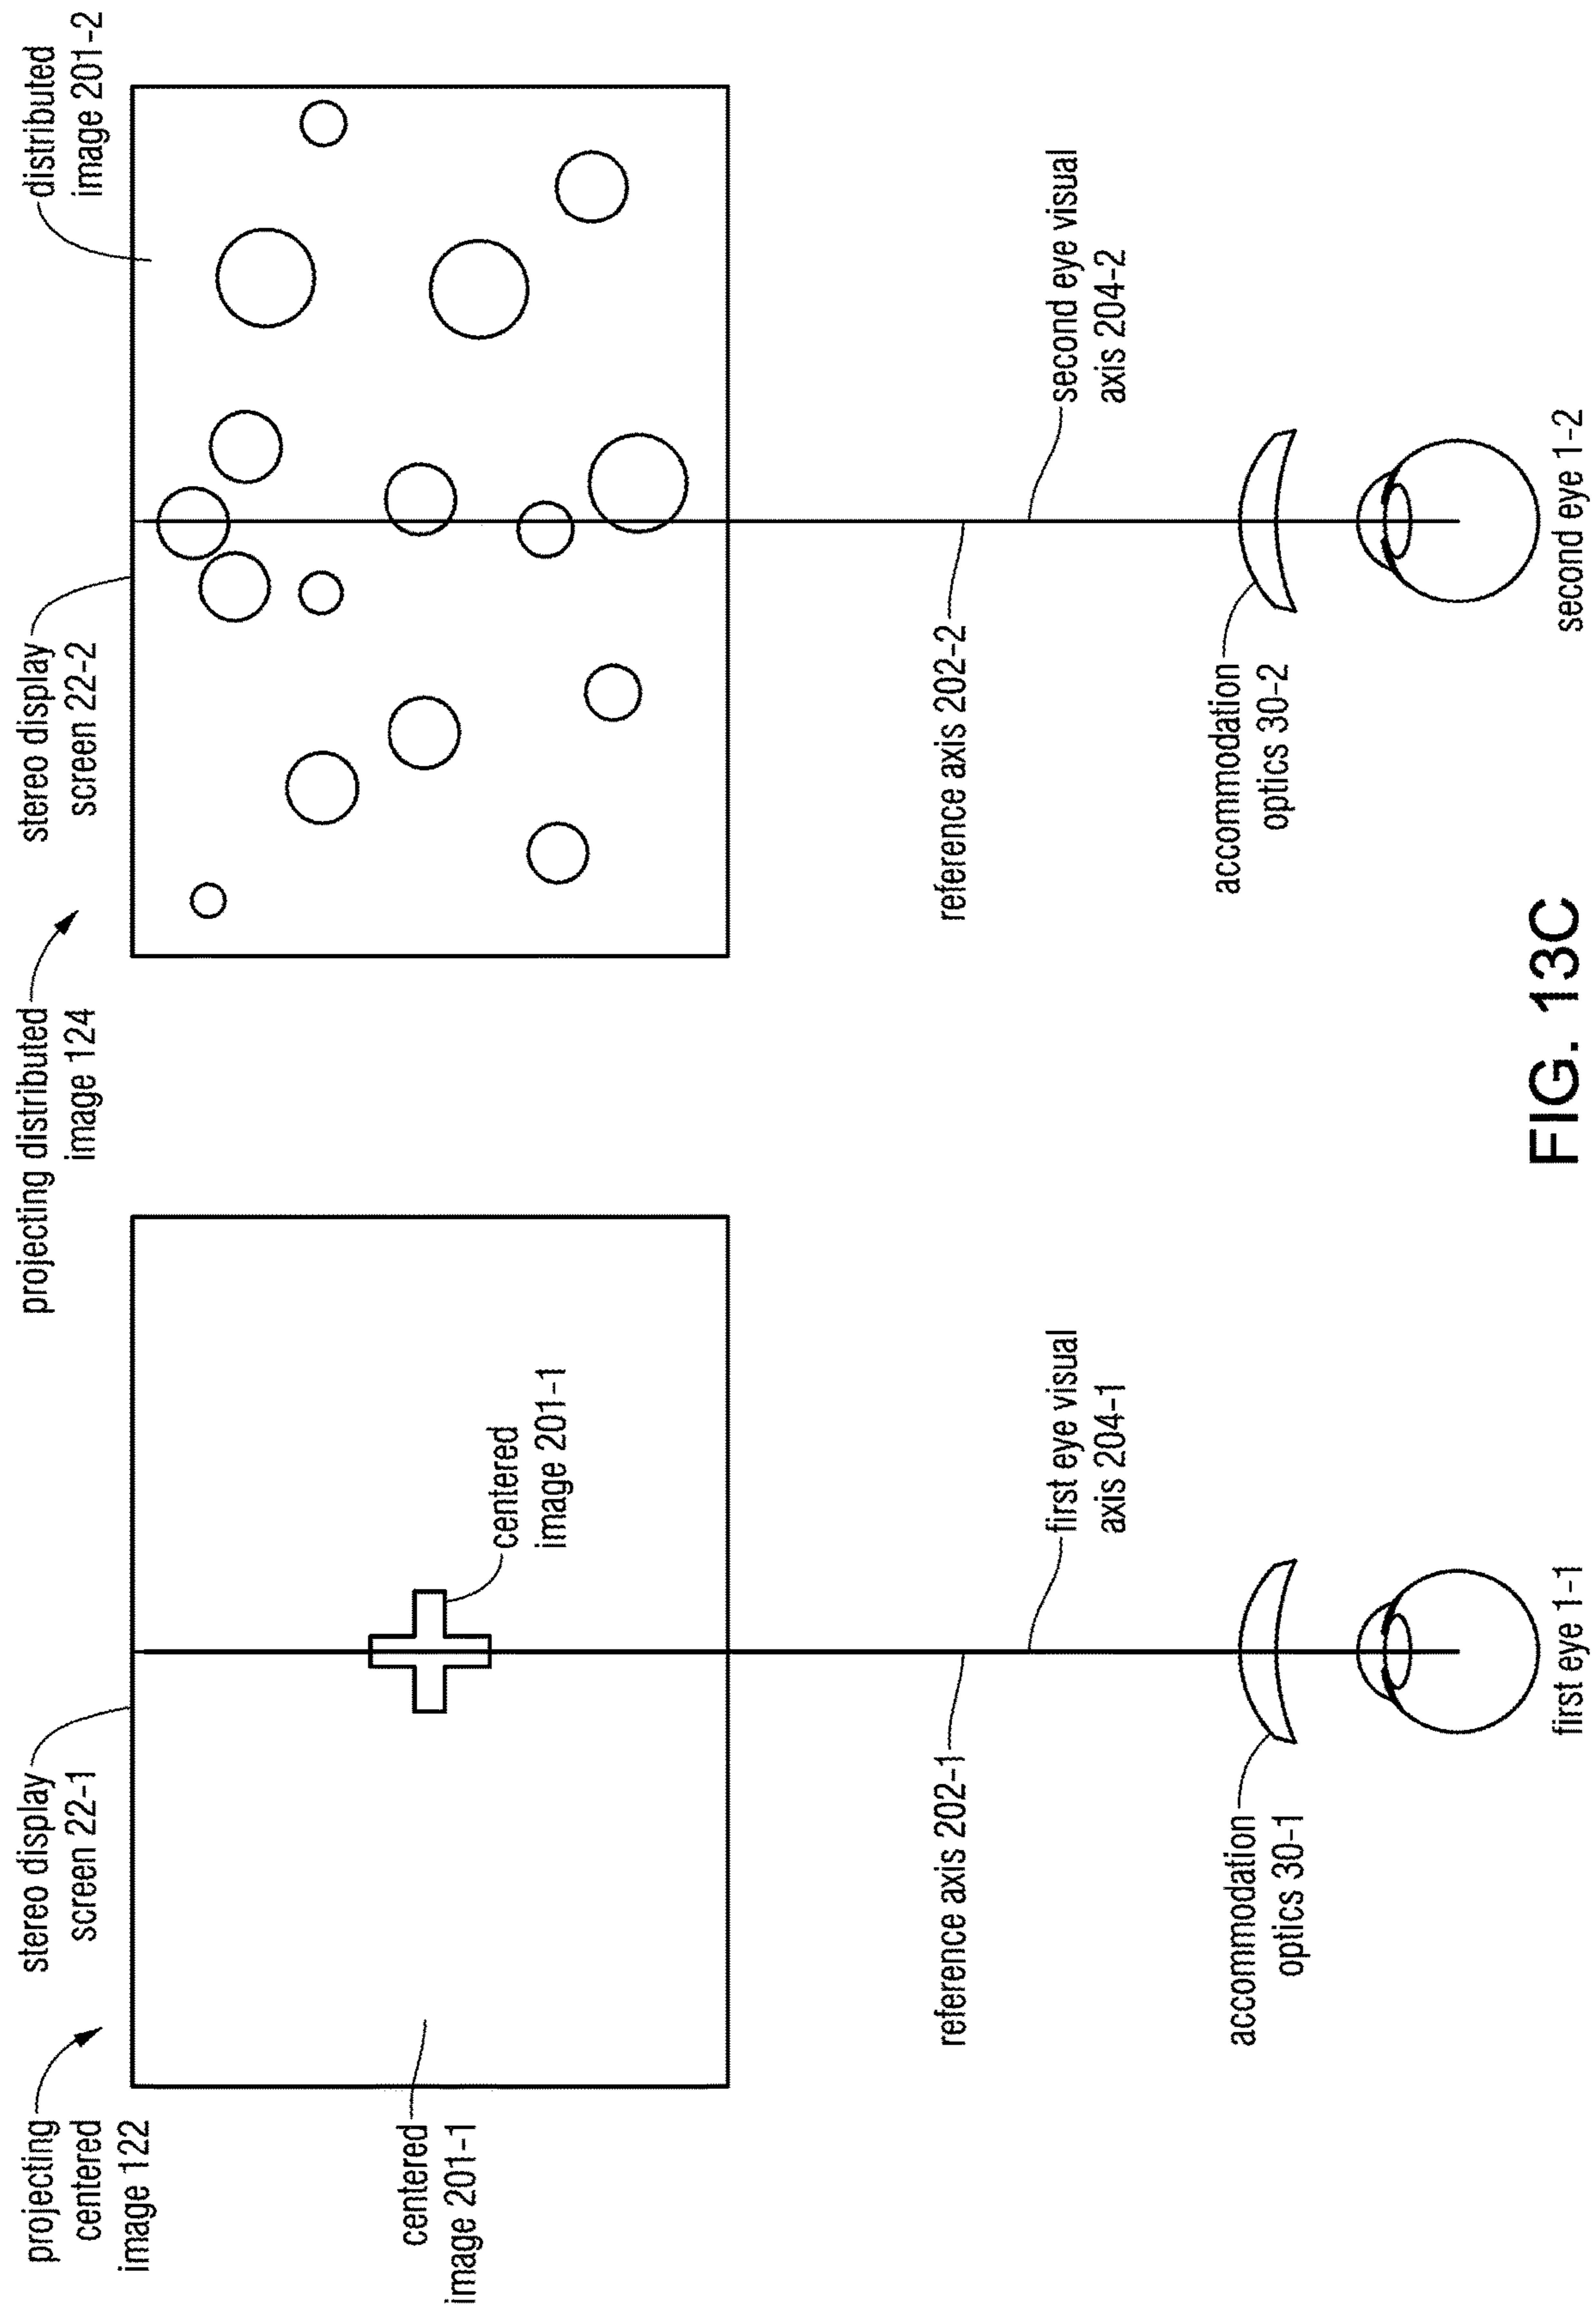 projecting
centered
image 122
stereo display
screen 22-1
projecting distributed
image 124
stereo display
screen 22-2
distributed
image 201-2
centered
image 201-1
centered
image 201-1
reference axis 202-1
first eye visual
axis 204-1
reference axis 202-2
second eye visual
axis 204-2
accommodation
optics 30-1
accommodation
optics 30-2
first eye 1-1
second eye 1-2
FIG. 13C